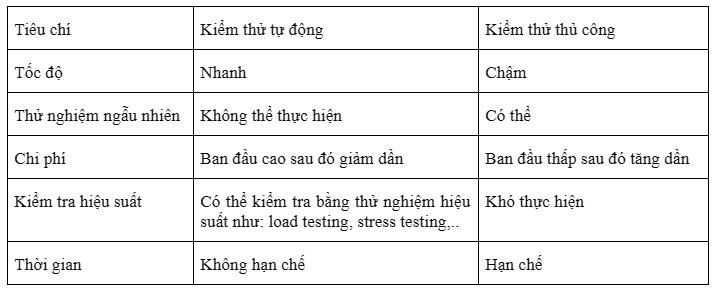 Tiêu chí Kiểm thử tự động Kiểm thử thủ công
Tốc độ Nhanh Chậm
Thử nghiệm ngẫu nhiên Không thể thực hiện Có thể
Chi phí Ban đầu cao sau đó giảm dần Ban đầu thấp sau đó tăng dần
Kiểm tra hiệu suất Có thể kiểm tra bằng thử nghiệm hiệu Khó thực hiện
suất như: load testing, stress testing,..
Thời gian Không hạn chế Hạn chế